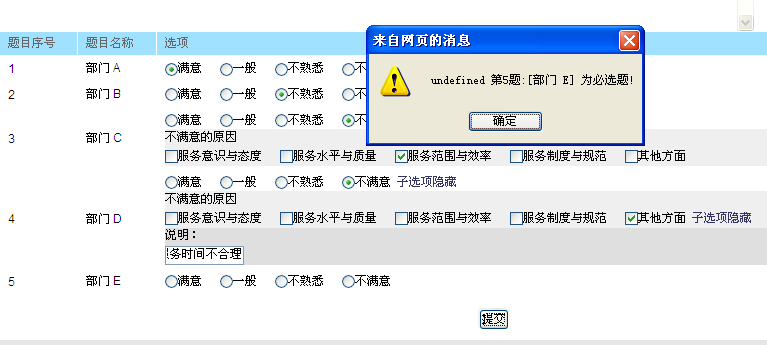 题目序号 题目名称 选项
来自网页的消息
undefined 第5题:[部门 E] 为必选题!
确定
1 部门 A 满意 一般 不熟悉 不
2 部门 B 满意 一般 不熟悉 不
满意 一般 不熟悉 不
3 部门 C 不满意的原因
服务意识与态度 服务水平与质量 服务范围与效率 服务制度与规范 其他方面
满意 一般 不熟悉 不满意 子选项隐藏
不满意的原因
4 部门 D 服务意识与态度 服务水平与质量 服务范围与效率 服务制度与规范 其他方面 子选项隐藏
说明：
务时间不合理
5 部门 E 满意 一般 不熟悉 不满意
提交